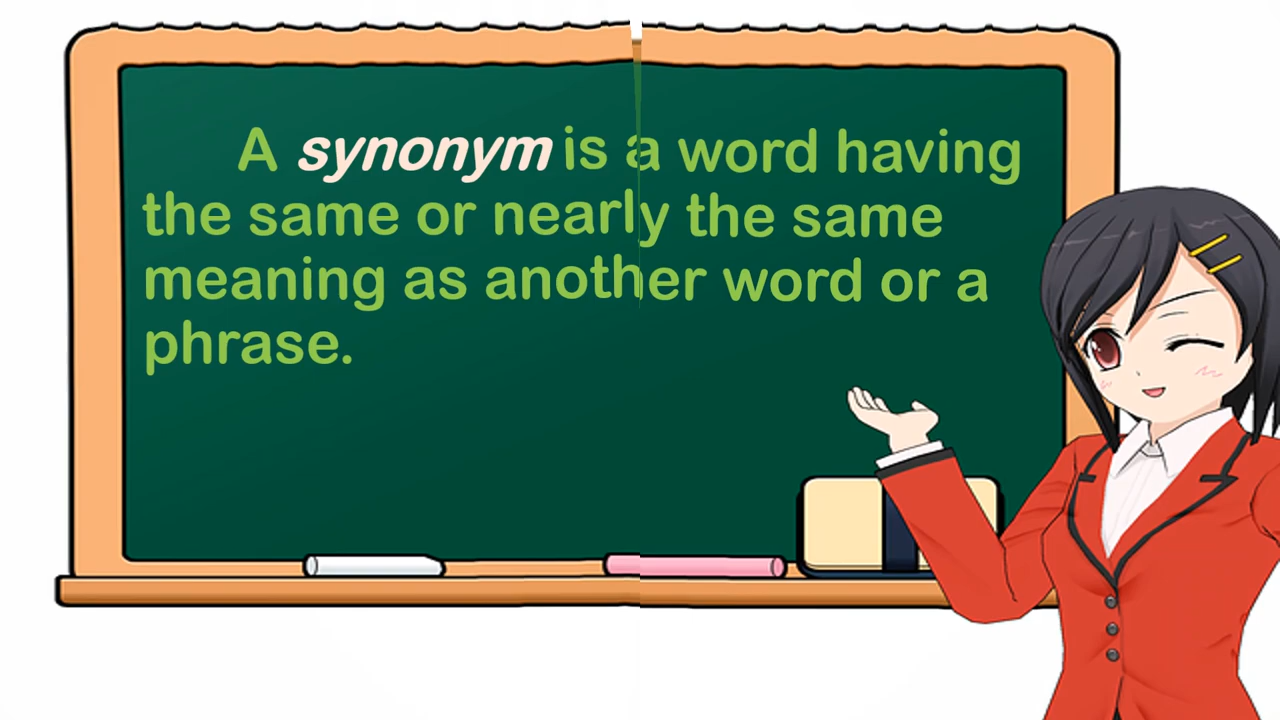 A synonym is a word having
the same or nearly the same
meaning as another word or a
phrase.